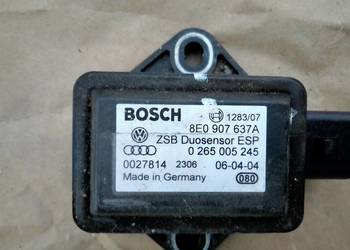 BOSCH 1283/07
8E0 907 637A
ZSB Duosensor ESP
0 265 005 245
0027814 2306 06-04-04
Made in Germany 080